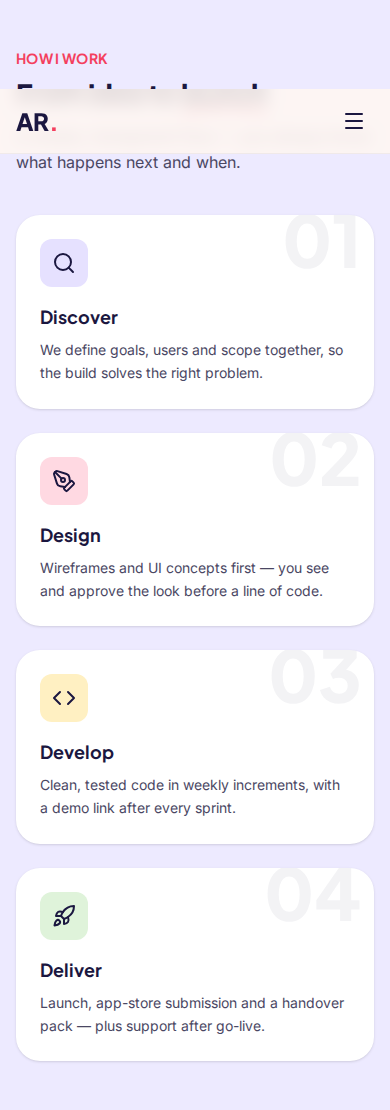 HOW I WORK
AR.
what happens next and when.
01
Discover
We define goals, users and scope together, so
the build solves the right problem.
02
Design
Wireframes and UI concepts first — you see
and approve the look before a line of code.
03
Develop
Clean, tested code in weekly increments, with
a demo link after every sprint.
04
Deliver
Launch, app-store submission and a handover
pack — plus support after go-live.